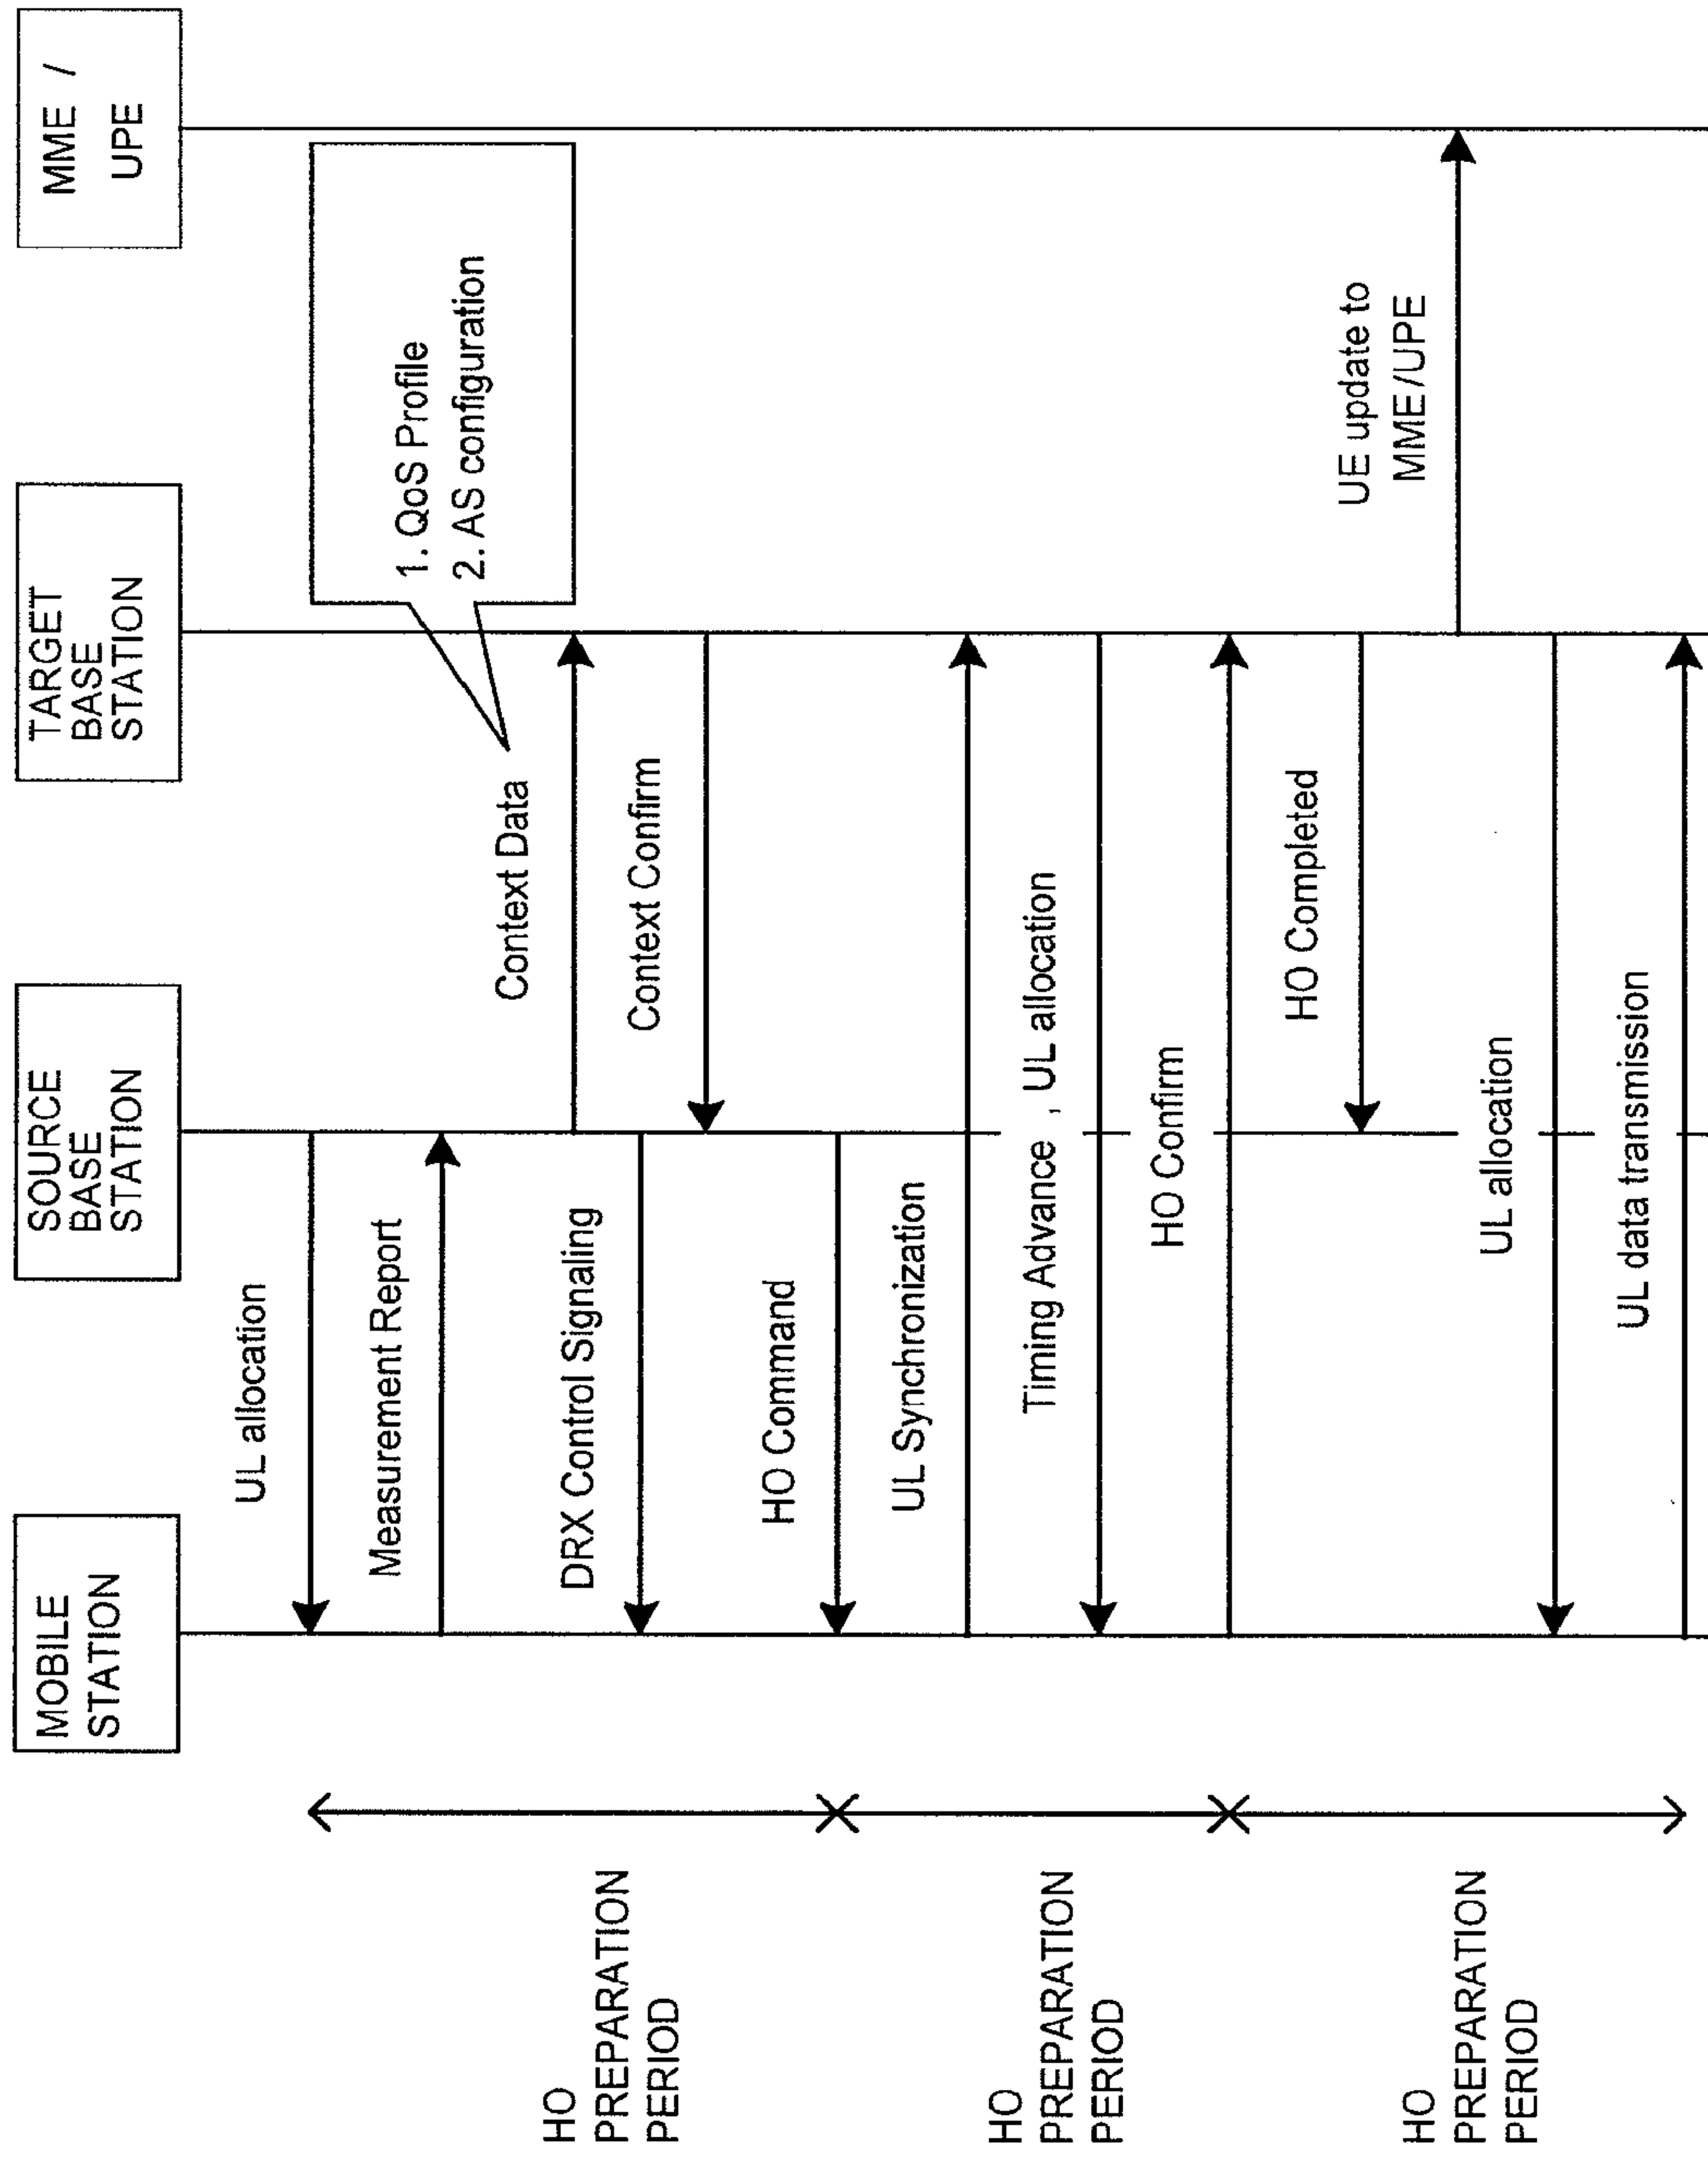 MOBILE
STATION
SOURCE
BASE
STATION
TARGET
BASE
STATION
MME /
UPE
UL allocation
Measurement Report
1. QoS Profile
2. AS configuration
Context Data
DRX Control Signaling
Context Confirm
HO Command
UL Synchronization
Timing Advance , UL allocation
HO Confirm
HO Completed
UE update to
MME/UPE
UL allocation
UL data transmission
HO
PREPARATION
PERIOD
HO
PREPARATION
PERIOD
HO
PREPARATION
PERIOD